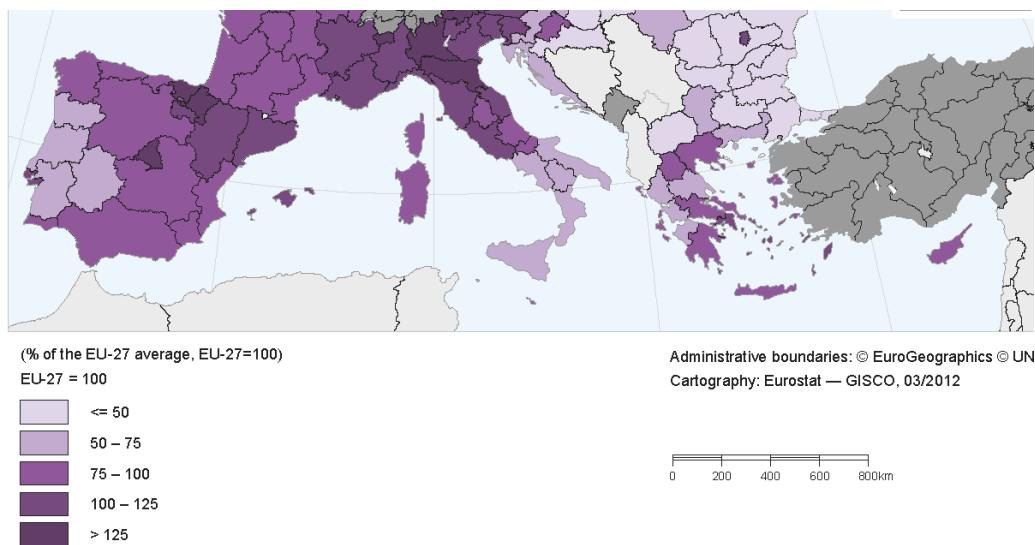 (% of the EU-27 average, EU-27=100)
EU-27 = 100
<= 50
50 – 75
75 – 100
100 – 125
> 125
Administrative boundaries: © EuroGeographics © UN
Cartography: Eurostat — GISCO, 03/2012
0 200 400 600 800km